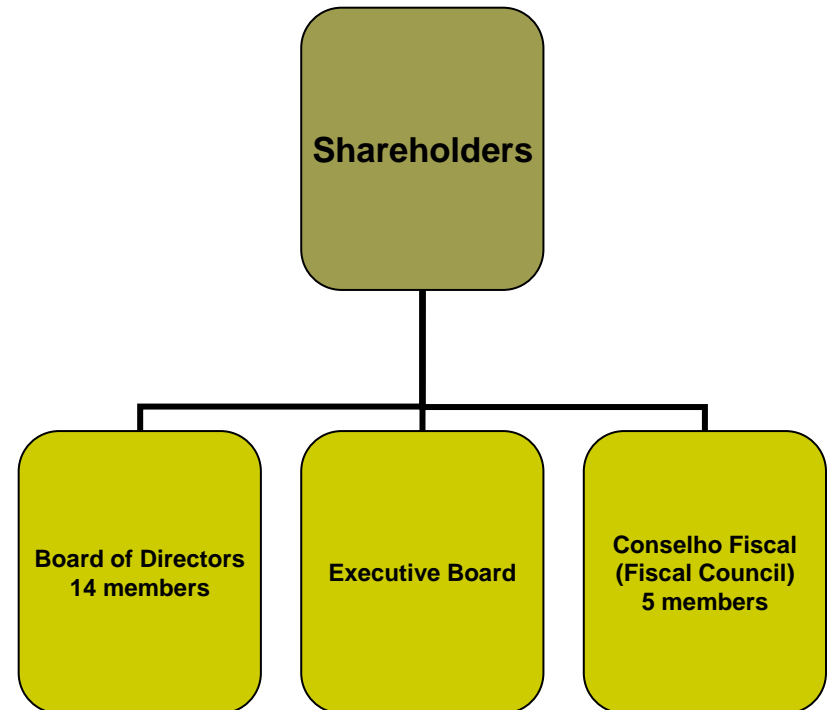 Shareholders
Board of Directors
14 members
Executive Board
Conselho Fiscal
(Fiscal Council)
5 members